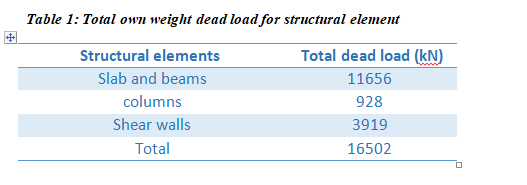 Table 1: Total own weight dead load for structural element
Structural elements Total dead load (kN)
Slab and beams 11656
columns 928
Shear walls 3919
Total 16502